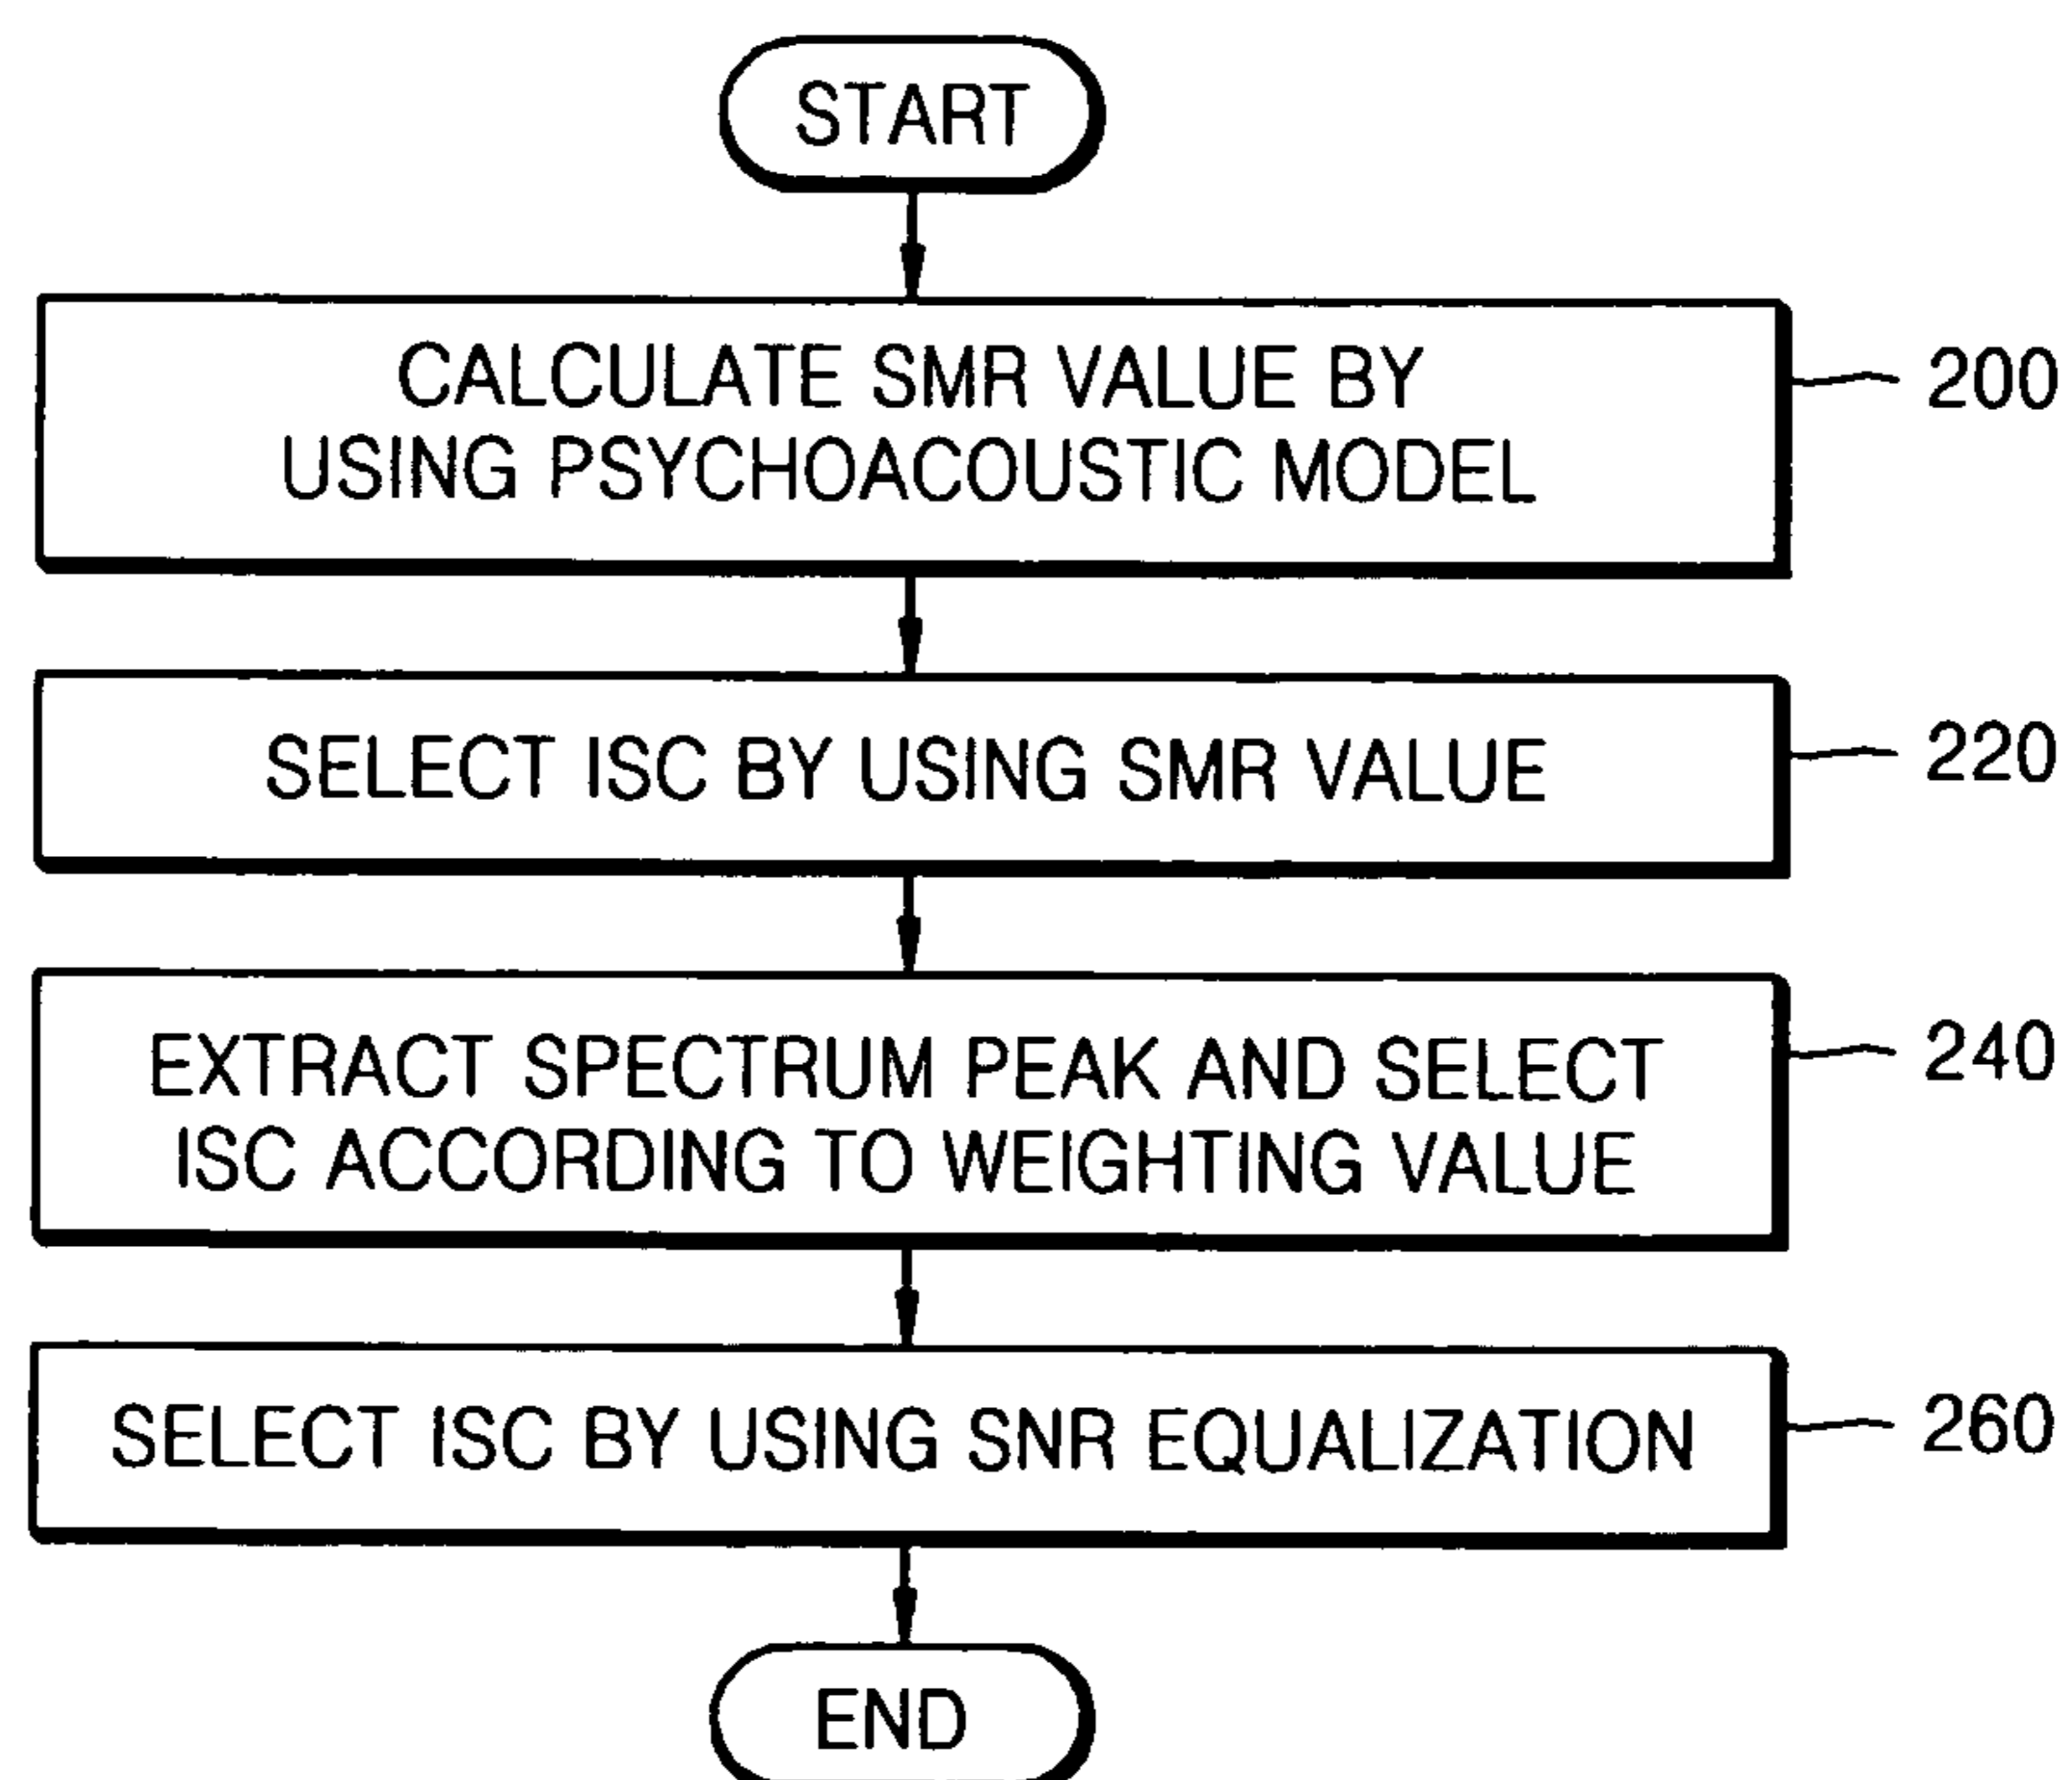 START
CALCULATE SMR VALUE BY
USING PSYCHOACOUSTIC MODEL
200
SELECT ISC BY USING SMR VALUE
220
EXTRACT SPECTRUM PEAK AND SELECT
ISC ACCORDING TO WEIGHTING VALUE
240
SELECT ISC BY USING SNR EQUALIZATION
260
END